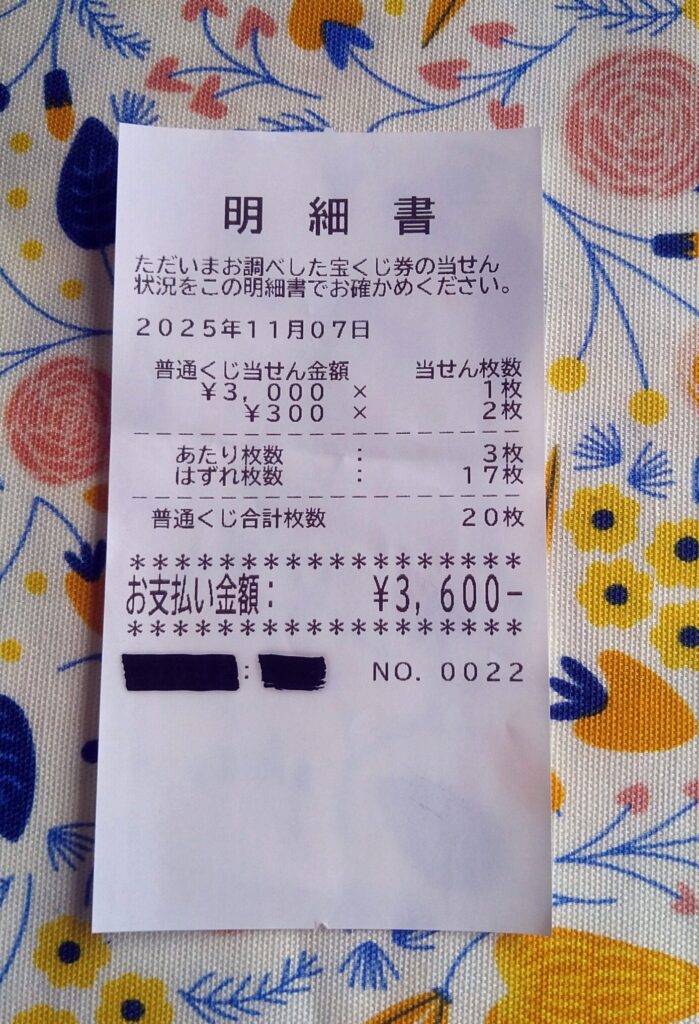 明細書
ただいまお調べした宝くじ券の当せん
状況をこの明細書でお確かめください。
2025年11月07日
普通くじ当せん金額 当せん枚数
¥3,000 × 1枚
¥300 × 2枚
あたり枚数 : 3枚
はずれ枚数 : 17枚
普通くじ合計枚数 20枚
******************
お支払い金額: ¥3,600-
******************
: NO. 0022